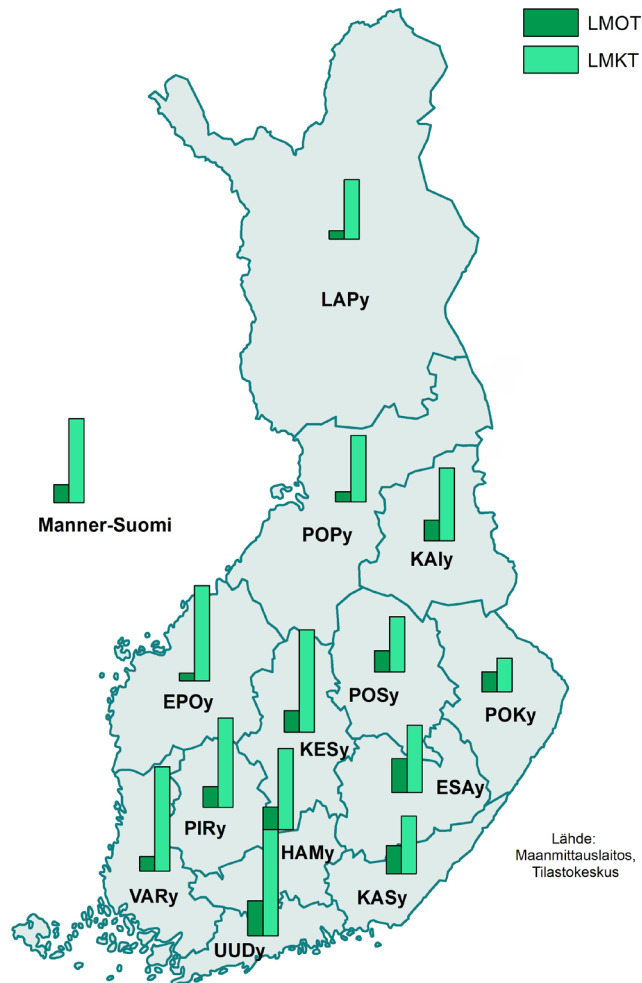 LMOT
LMKT
LAPy
Manner-Suomi
POPy
KAIy
EPOy
POSy
POKy
KESy
ESAy
PIRy
HAMy
Lähde:
Maanmittauslaitos,
Tilastokeskus
VARy
KASy
UUDy